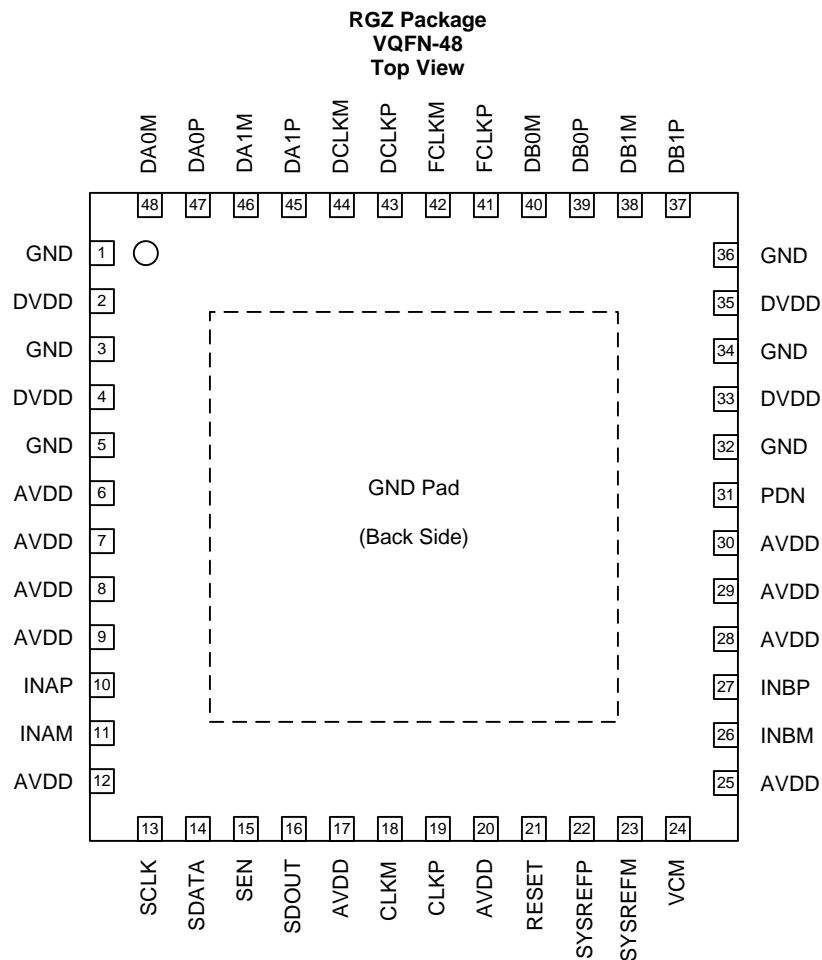 RGZ Package
VQFN-48
Top View
DA0M DA0P DA1M DA1P DCLKM DCLKP FCLKM FCLKP DB0M DB0P DB1M DB1P
48 47 46 45 44 43 42 41 40 39 38 37
GND 1 36 GND
DVDD 2 35 DVDD
GND 3 34 GND
DVDD 4 33 DVDD
GND 5 32 GND
AVDD 6 GND Pad 31 PDN
AVDD 7 (Back Side) 30 AVDD
AVDD 8 29 AVDD
AVDD 9 28 AVDD
INAP 10 27 INBP
INAM 11 26 INBM
AVDD 12 25 AVDD
13 14 15 16 17 18 19 20 21 22 23 24
SCLK SDATA SEN SDOUT AVDD CLKM CLKP AVDD RESET SYSREFP SYSREFM VCM